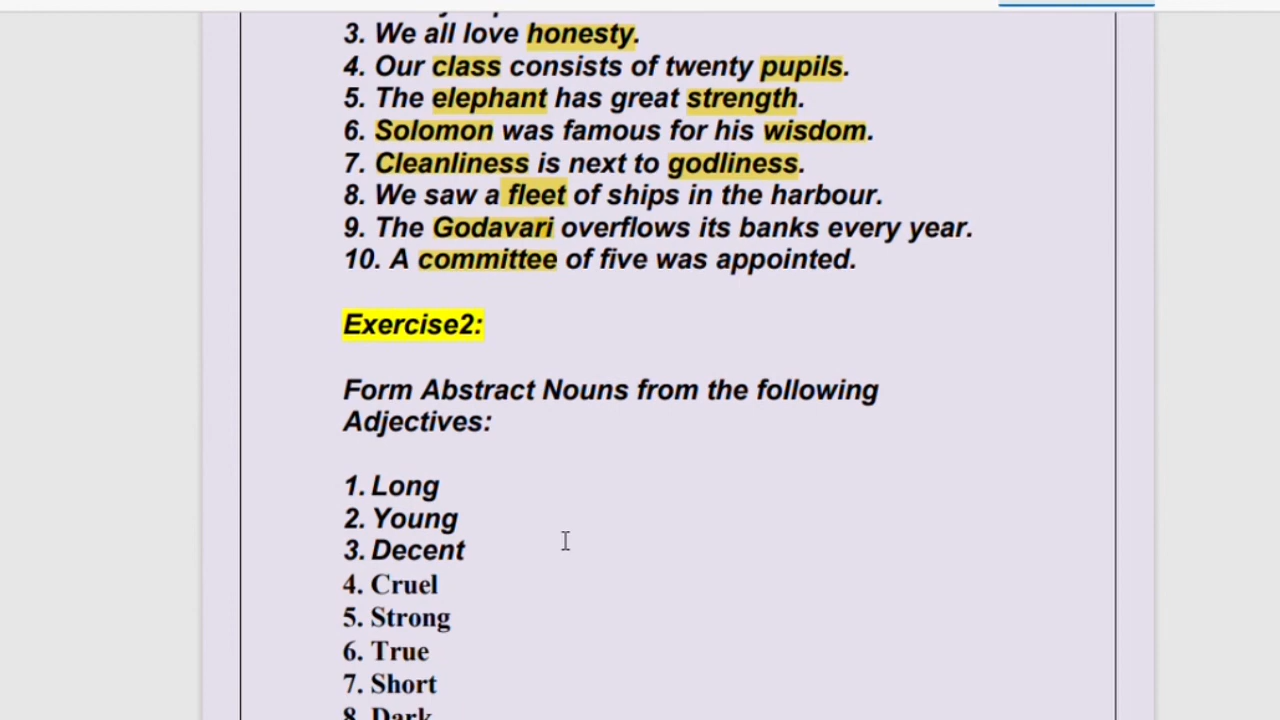 3. We all love honesty.
4. Our class consists of twenty pupils.
5. The elephant has great strength.
6. Solomon was famous for his wisdom.
7. Cleanliness is next to godliness.
8. We saw a fleet of ships in the harbour.
9. The Godavari overflows its banks every year.
10. A committee of five was appointed.
Exercise2:
Form Abstract Nouns from the following
Adjectives:
1. Long
2. Young
3. Decent
4. Cruel
5. Strong
6. True
7. Short
8. Dark